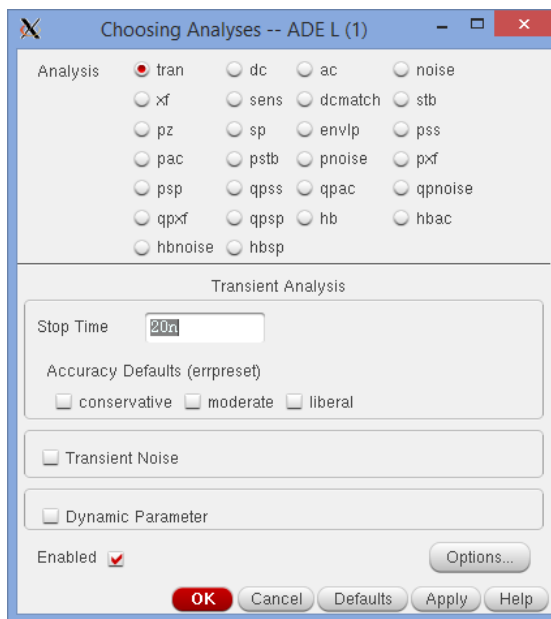 Choosing Analyses -- ADE L (1)
Analysis tran dc ac noise
xf sens dcmatch stb
pz sp envlp pss
pac pstb pnoise pxf
psp qpss qpac qpnoise
qpxf qpsp hb hbac
hbnoise hbsp
Transient Analysis
Stop Time 20n
Accuracy Defaults (errpreset)
conservative moderate liberal
Transient Noise
Dynamic Parameter
Enabled Options...
OK Cancel Defaults Apply Help